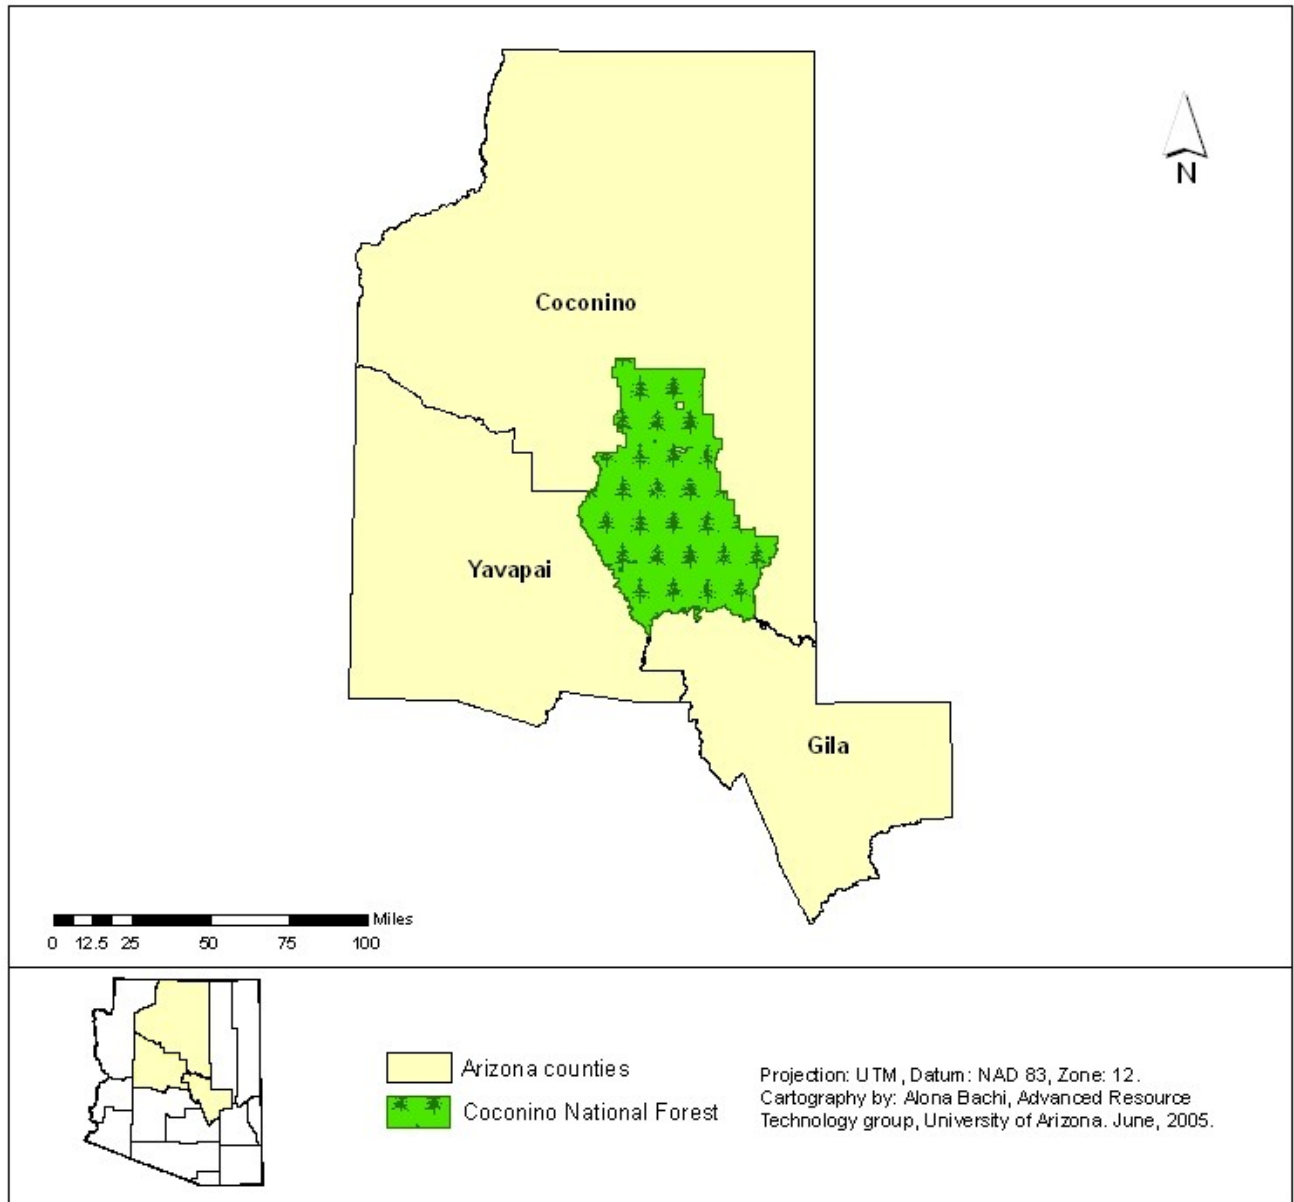 N
Coconino
Yavapai
Gila
Miles
0 12.5 25 50 75 100
Arizona counties
Coconino National Forest
Projection: UTM, Datum: NAD 83, Zone: 12.
Cartography by: Alona Bachi, Advanced Resource
Technology group, University of Arizona. June, 2005.